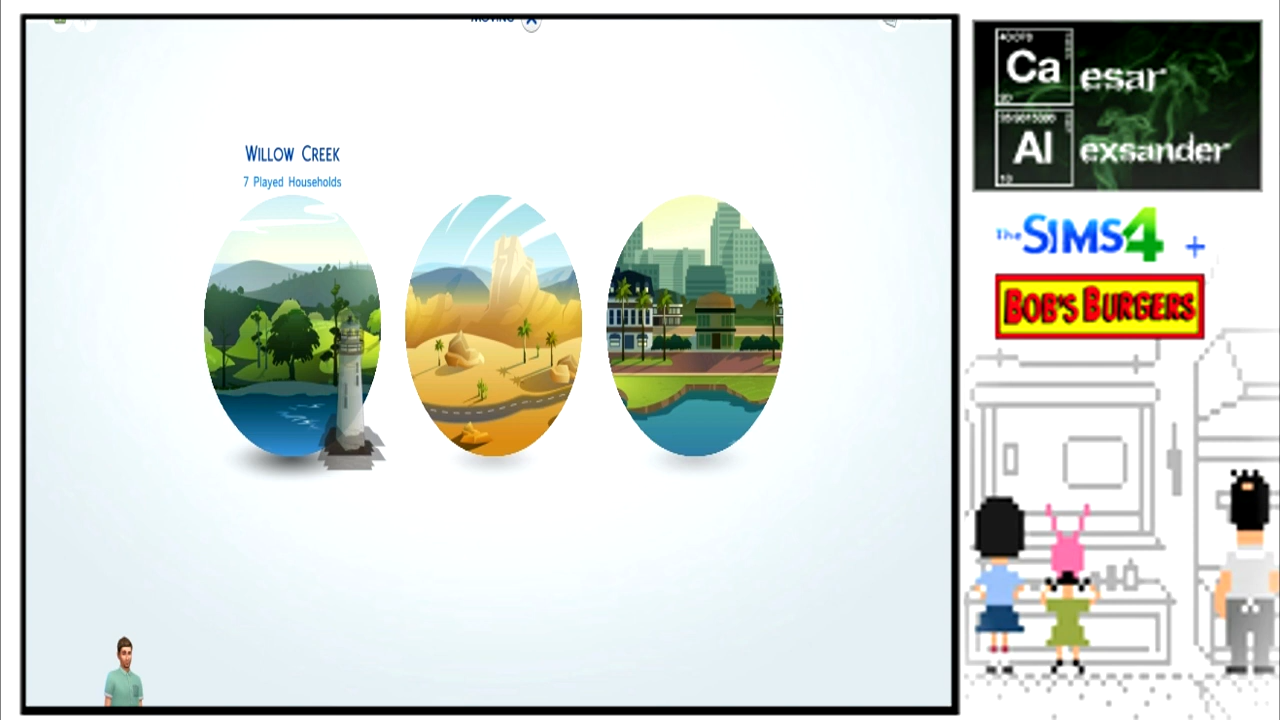 MOVING
WILLOW CREEK
7 Played Households
Ca esar
Al exsander
The SIMS 4 +
BOB'S BURGERS